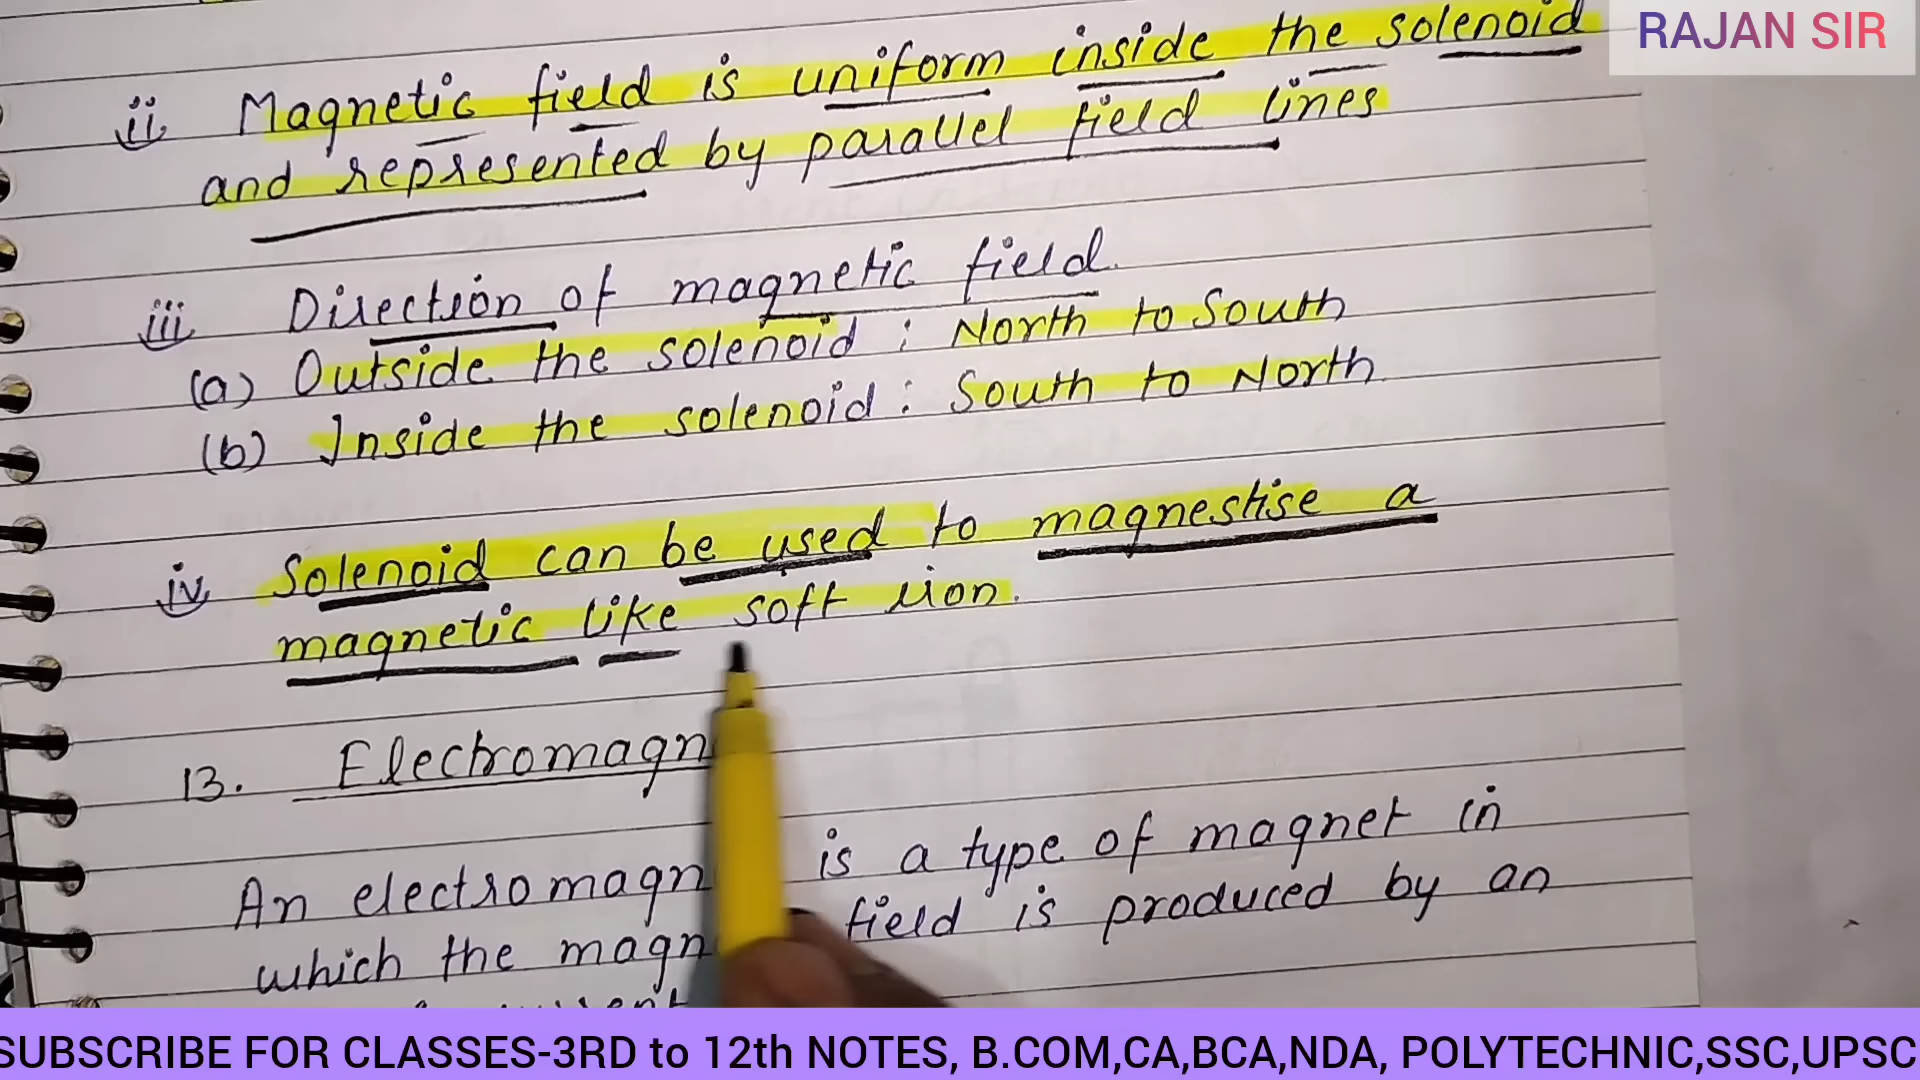 RAJAN SIR
ii Magnetic field is uniform inside the solenoid
and represented by parallel field lines
iii Direction of magnetic field.
(a) Outside the solenoid : North to South
(b) Inside the solenoid : South to North
iv Solenoid can be used to magnestise a
magnetic like soft iron.
13. Electromagn
An electromagn is a type of magnet in
which the magn field is produced by an
SUBSCRIBE FOR CLASSES-3RD to 12th NOTES, B.COM,CA,BCA,NDA, POLYTECHNIC,SSC,UPSC